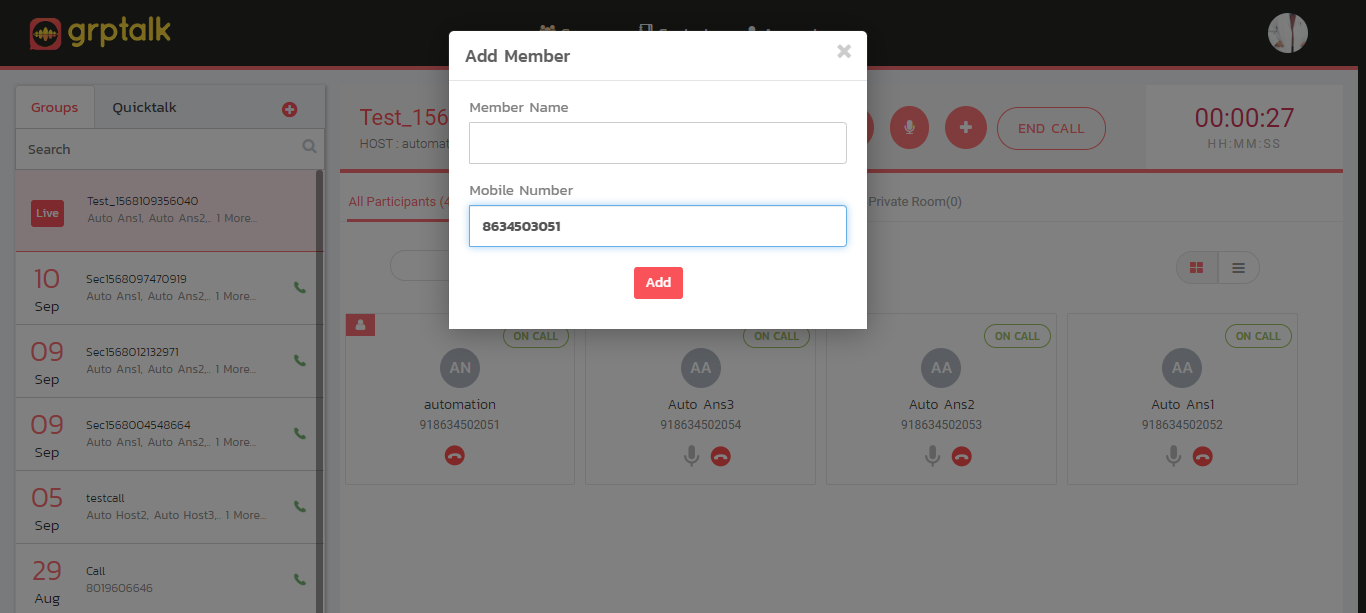 grptalk
Add Member
×
Groups
Quicktalk
Search
Test_156
HOST : automat
END CALL
00:00:27
HH:MM:SS
Member Name
Mobile Number
8634503051
Add
Live
Test_1568109356040
Auto Ans1, Auto Ans2,.. 1 More...
10
Sep
Sec1568097470919
Auto Ans1, Auto Ans2,.. 1 More...
09
Sep
Sec1568012132971
Auto Ans1, Auto Ans2,.. 1 More...
09
Sep
Sec1568004548664
Auto Ans1, Auto Ans2,.. 1 More...
05
Sep
testcall
Auto Host2, Auto Host3,.. 1 More...
29
Aug
Call
8019606646
All Participants (4
Private Room(0)
ON CALL
AN
automation
918634502051
ON CALL
AA
Auto Ans3
918634502054
ON CALL
AA
Auto Ans2
918634502053
ON CALL
AA
Auto Ans1
918634502052